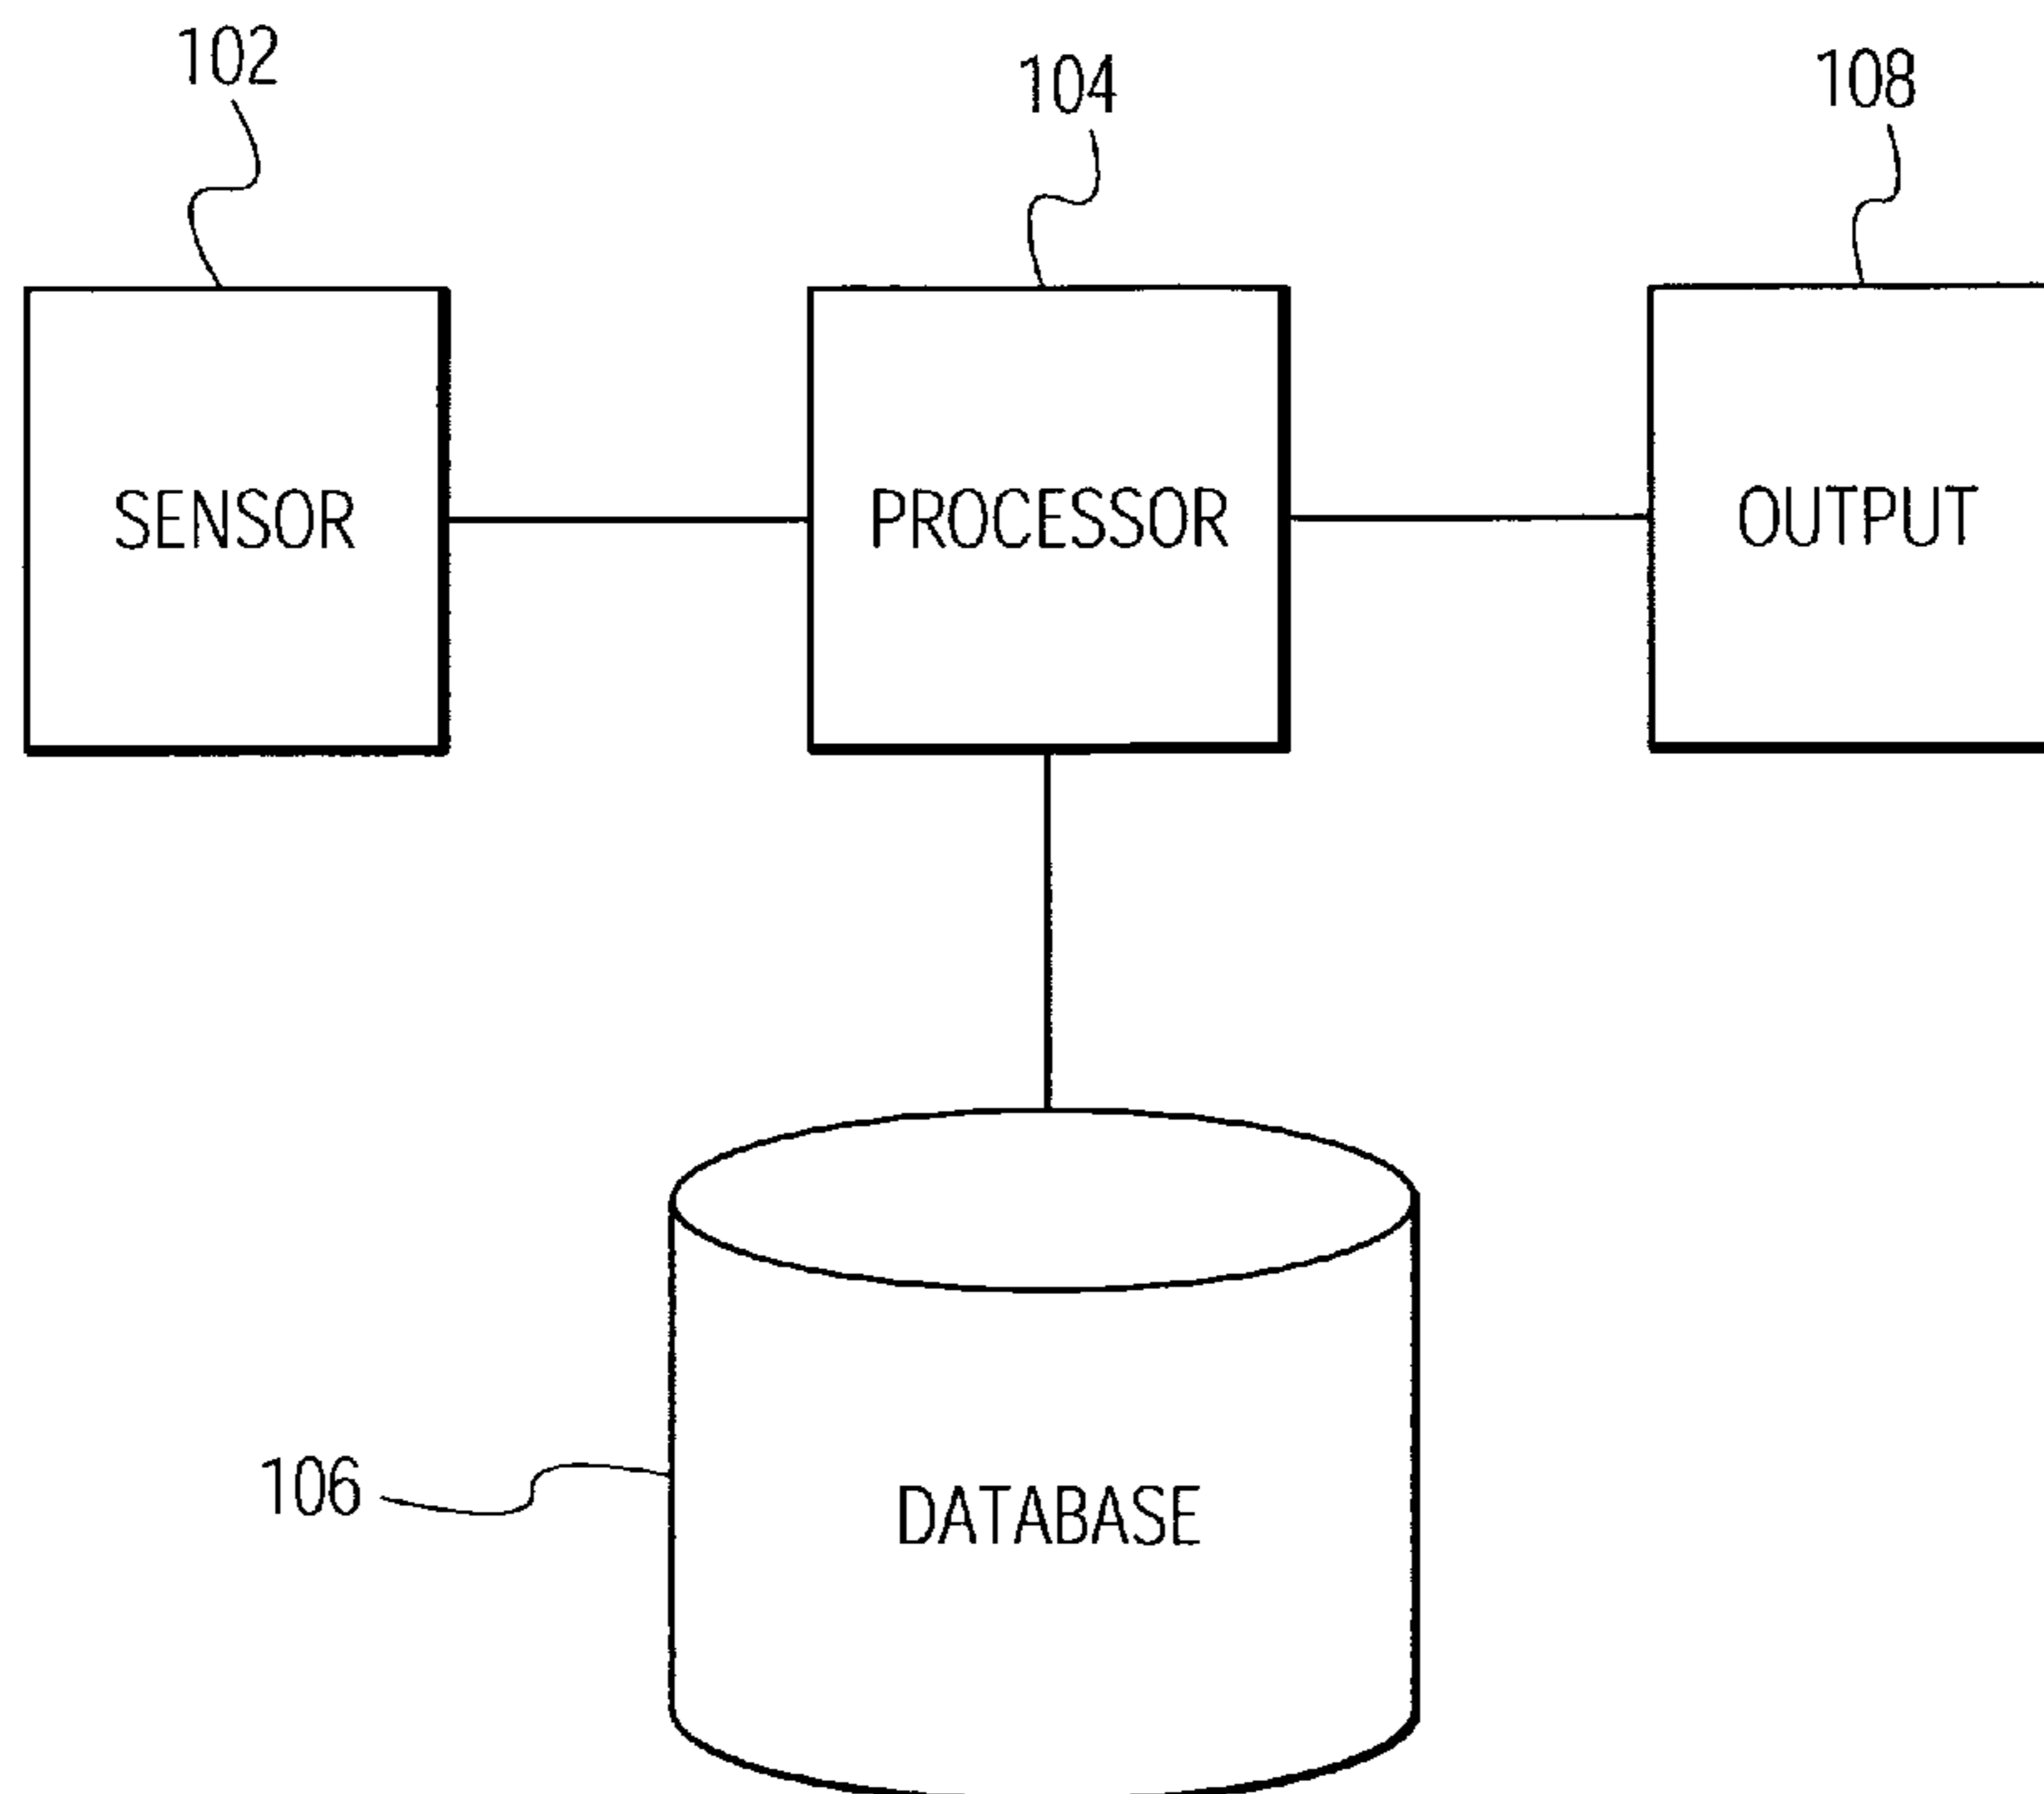 102
104
108
SENSOR
PROCESSOR
OUTPUT
106
DATABASE